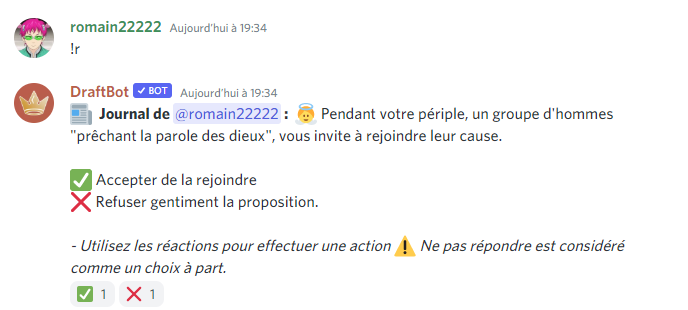 romain22222 Aujourd'hui à 19:34
!r
DraftBot ✓ BOT Aujourd'hui à 19:34
📰 Journal de @romain22222 : 😇 Pendant votre périple, un groupe d'hommes
"prêchant la parole des dieux", vous invite à rejoindre leur cause.
✅ Accepter de la rejoindre
❌ Refuser gentiment la proposition.
- Utilisez les réactions pour effectuer une action ⚠️ Ne pas répondre est considéré
comme un choix à part.
✅ 1 ❌ 1